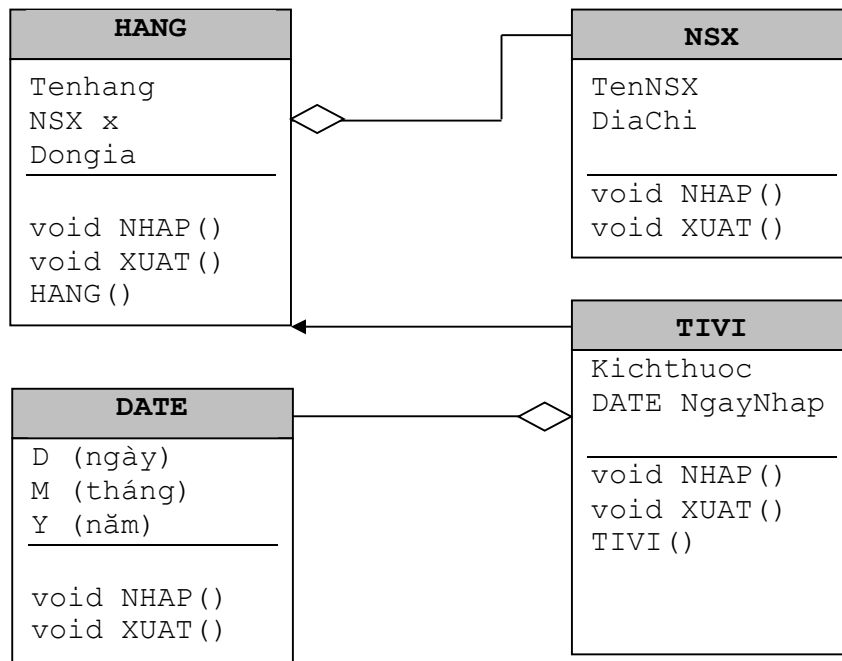 HANG
Tenhang
NSX x
Dongia
void NHAP()
void XUAT()
HANG()
NSX
TenNSX
DiaChi
void NHAP()
void XUAT()
DATE
D (ngày)
M (tháng)
Y (năm)
void NHAP()
void XUAT()
TIVI
Kichthuoc
DATE NgayNhap
void NHAP()
void XUAT()
TIVI()